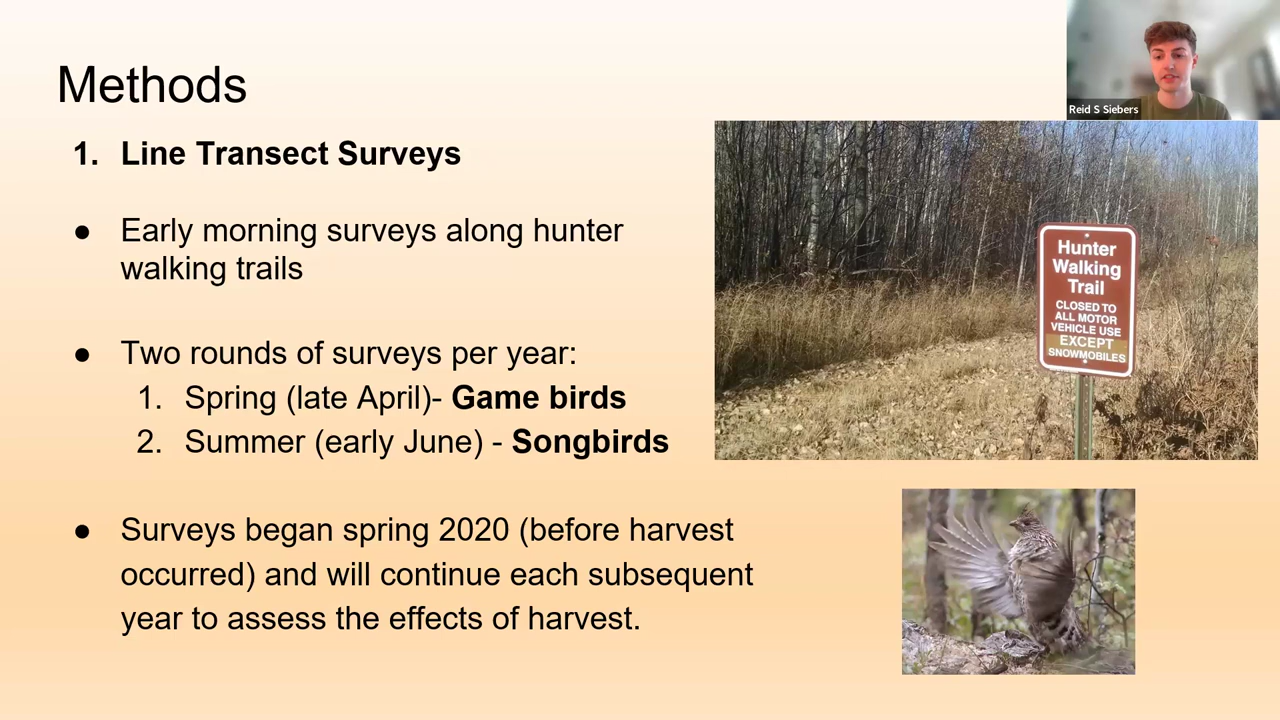 Methods
1. Line Transect Surveys
● Early morning surveys along hunter
walking trails
● Two rounds of surveys per year:
1. Spring (late April)- Game birds
2. Summer (early June) - Songbirds
● Surveys began spring 2020 (before harvest
occurred) and will continue each subsequent
year to assess the effects of harvest.
Reid S Siebers
Hunter
Walking
Trail
CLOSED TO
ALL MOTOR
VEHICLE USE
EXCEPT
SNOWMOBILES